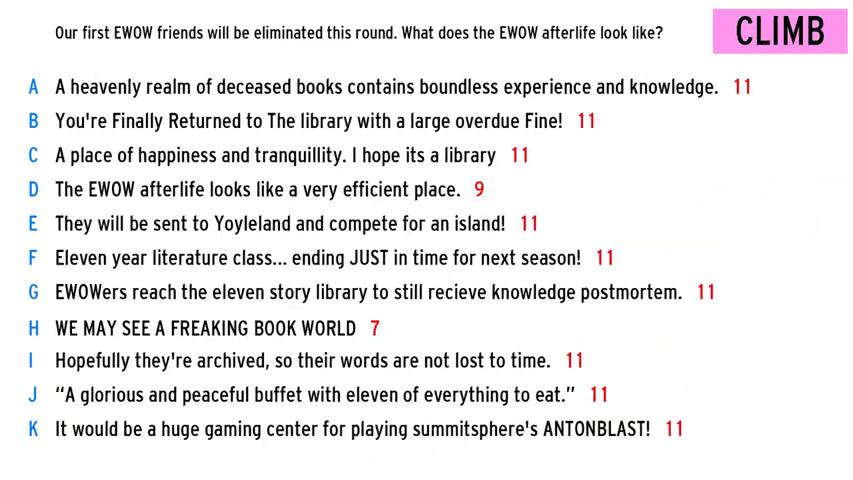 Our first EWOW friends will be eliminated this round. What does the EWOW afterlife look like?
CLIMB
A A heavenly realm of deceased books contains boundless experience and knowledge. 11
B You're Finally Returned to The library with a large overdue Fine! 11
C A place of happiness and tranquillity. I hope its a library 11
D The EWOW afterlife looks like a very efficient place. 9
E They will be sent to Yoyleland and compete for an island! 11
F Eleven year literature class... ending JUST in time for next season! 11
G EWOWers reach the eleven story library to still recieve knowledge postmortem. 11
H WE MAY SEE A FREAKING BOOK WORLD 7
I Hopefully they're archived, so their words are not lost to time. 11
J “A glorious and peaceful buffet with eleven of everything to eat.” 11
K It would be a huge gaming center for playing summitsphere's ANTONBLAST! 11